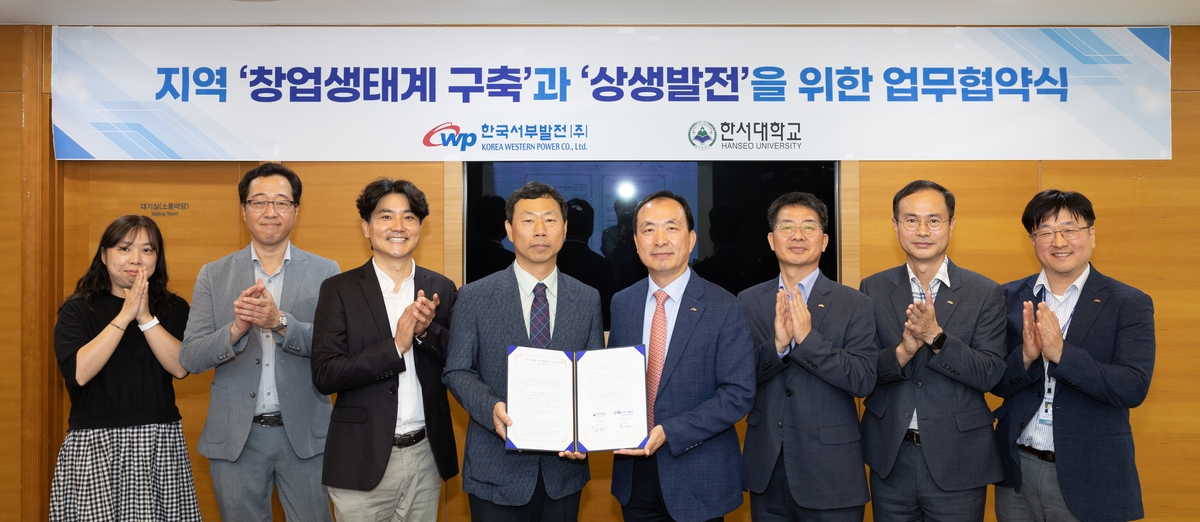 지역 ‘창업생태계 구축’과 ‘상생발전’을 위한 업무협약식
WP 한국서부발전(주)
KOREA WESTERN POWER CO., Ltd.
한서대학교
HANSEO UNIVERSITY
대기실(소통마당)
Waiting Room